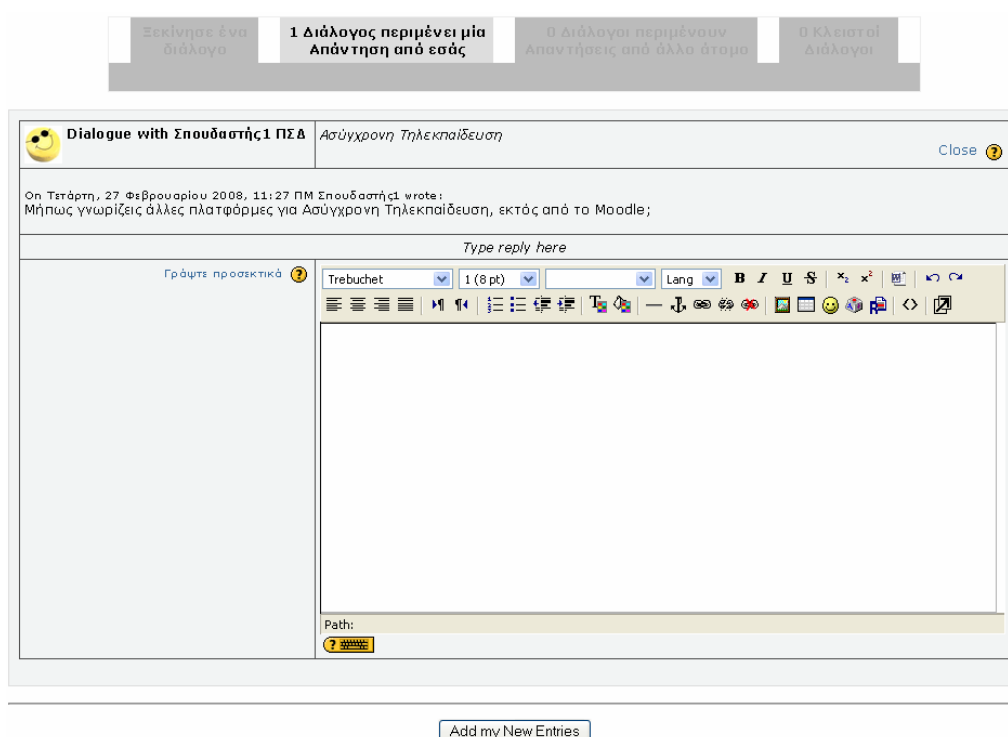 Ξεκίνησε ένα διάλογο
1 Διάλογος περιμένει μία Απάντηση από εσάς
0 Διάλογοι περιμένουν Απαντήσεις από άλλο άτομο
0 Κλειστοί Διάλογοι
Dialogue with Σπουδαστής1 ΠΣΔ
Ασύγχρονη Τηλεκπαίδευση
Close
On Τετάρτη, 27 Φεβρουαρίου 2008, 11:27 ΠΜ Σπουδαστής1 wrote:
Μήπως γνωρίζεις άλλες πλατφόρμες για Ασύγχρονη Τηλεκπαίδευση, εκτός από το Moodle;
Type reply here
Γράψτε προσεκτικά
Trebuchet 1 (8 pt) Lang B I U S
Path:
Add my New Entries